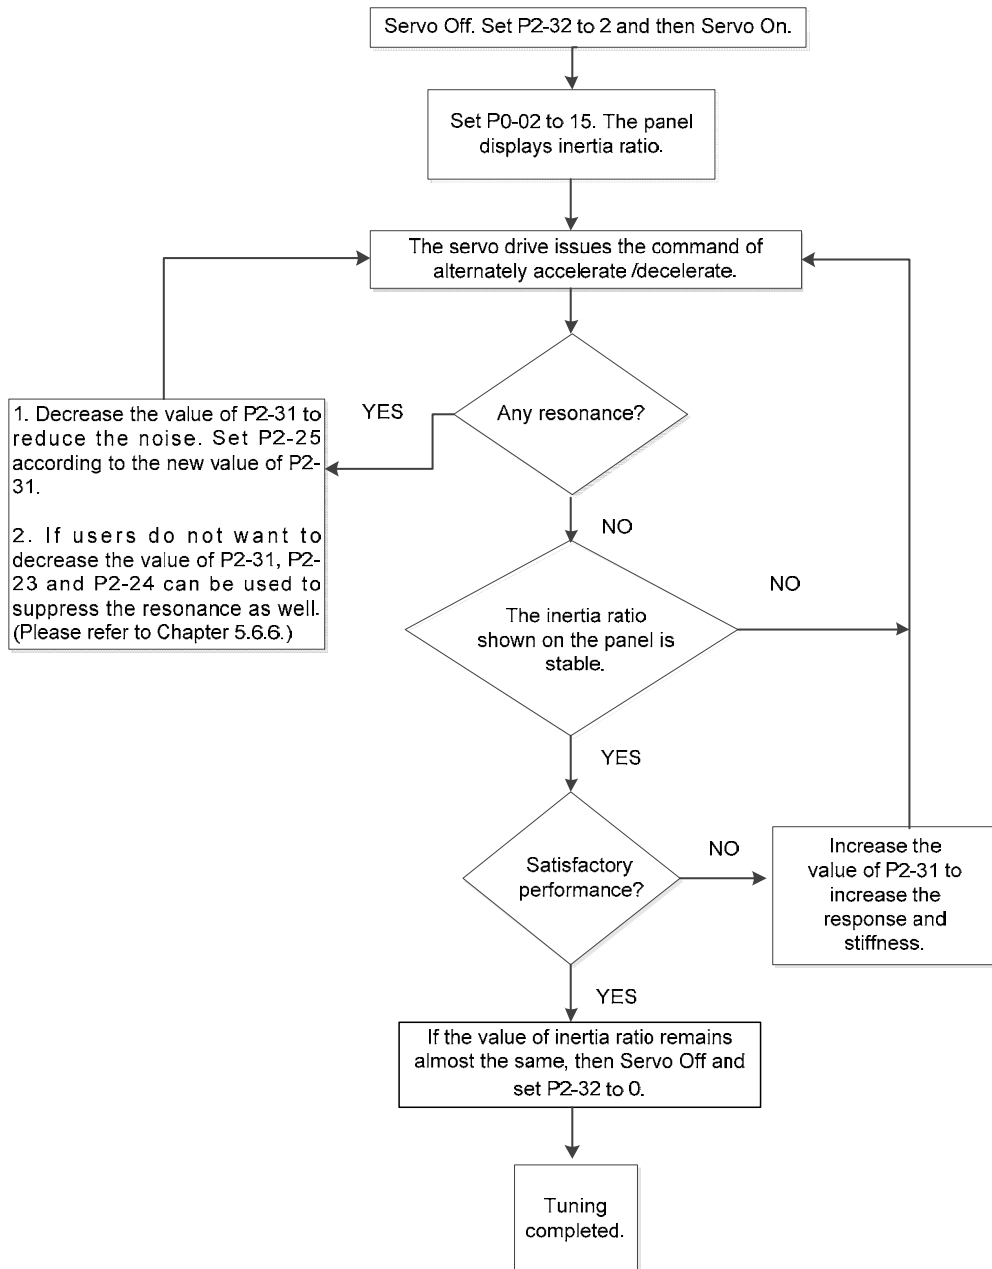 Servo Off. Set P2-32 to 2 and then Servo On.
Set P0-02 to 15. The panel
displays inertia ratio.
The servo drive issues the command of
alternately accelerate /decelerate.
Any resonance?
YES
1. Decrease the value of P2-31 to
reduce the noise. Set P2-25
according to the new value of P2-
31.
2. If users do not want to
decrease the value of P2-31, P2-
23 and P2-24 can be used to
suppress the resonance as well.
(Please refer to Chapter 5.6.6.)
NO
The inertia ratio
shown on the panel is
stable.
NO
YES
Satisfactory
performance?
NO
Increase the
value of P2-31 to
increase the
response and
stiffness.
YES
If the value of inertia ratio remains
almost the same, then Servo Off and
set P2-32 to 0.
Tuning
completed.